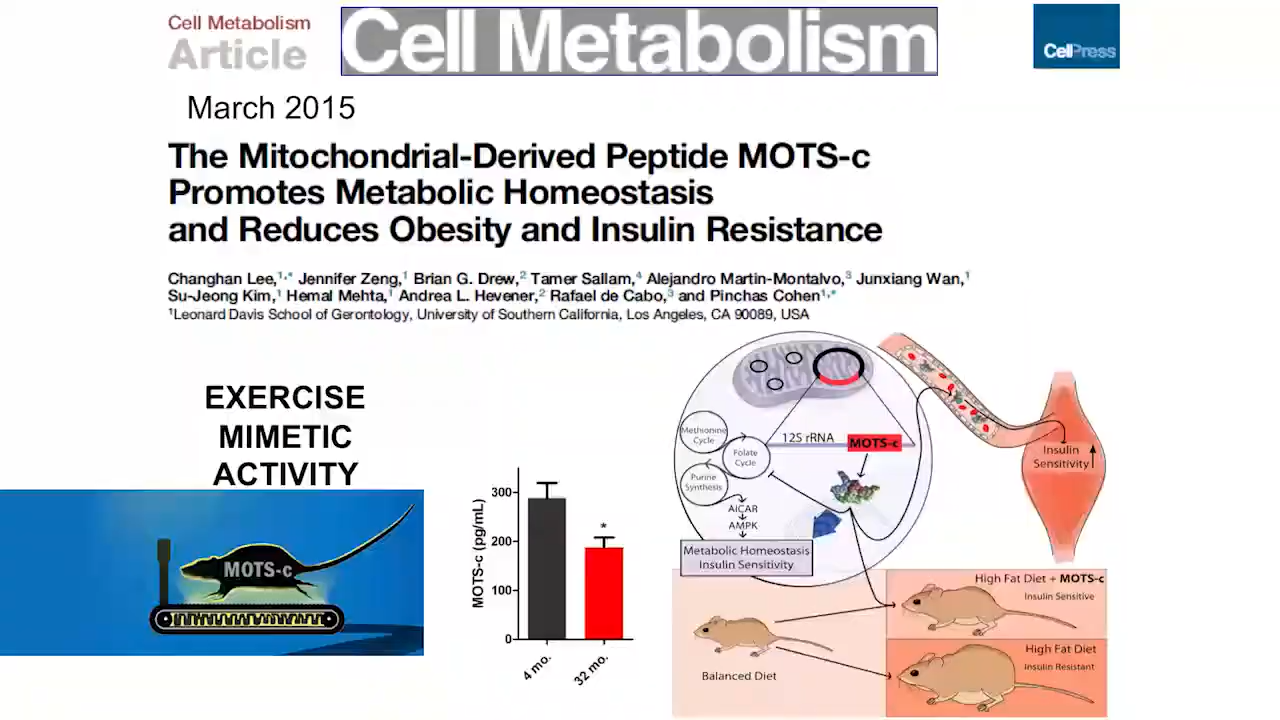 Cell Metabolism
Article
Cell Metabolism
CellPress
March 2015
The Mitochondrial-Derived Peptide MOTS-c
Promotes Metabolic Homeostasis
and Reduces Obesity and Insulin Resistance
Changhan Lee,1,* Jennifer Zeng,1 Brian G. Drew,2 Tamer Sallam,4 Alejandro Martin-Montalvo,3 Junxiang Wan,1
Su-Jeong Kim,1 Hemal Mehta,1 Andrea L. Hevener,2 Rafael de Cabo,3 and Pinchas Cohen1,*
1Leonard Davis School of Gerontology, University of Southern California, Los Angeles, CA 90089, USA
EXERCISE
MIMETIC
ACTIVITY
MOTS-c
MOTS-c (pg/mL)
300
200
100
0
*
4 mo.
32 mo.
Methionine
Cycle
Folate
Cycle
Purine
Synthesis
12S rRNA
MOTS-c
AICAR
AMPK
Metabolic Homeostasis
Insulin Sensitivity
Insulin
Sensitivity
Balanced Diet
High Fat Diet + MOTS-c
Insulin Sensitive
High Fat Diet
Insulin Resistant